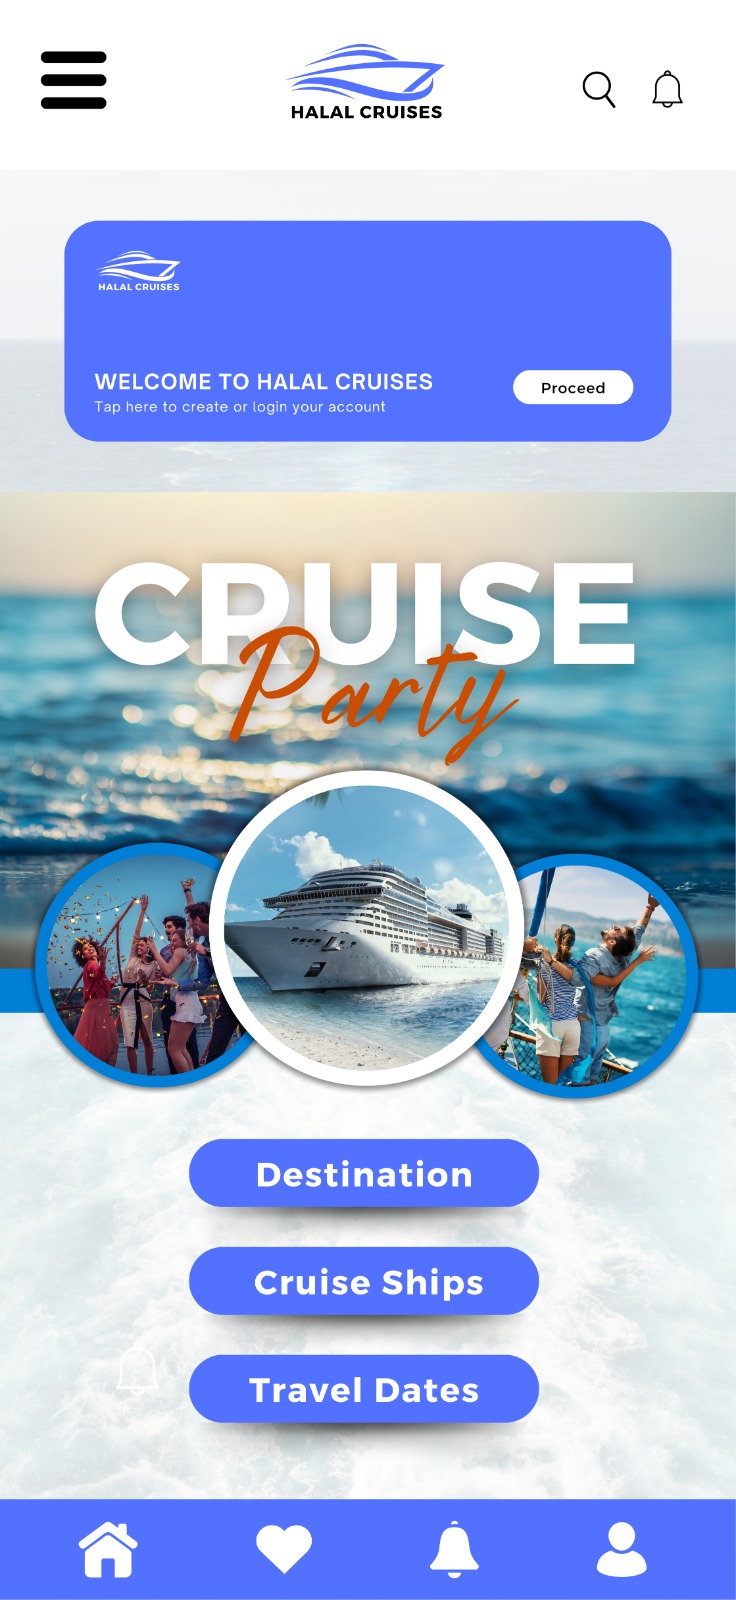 HALAL CRUISES
HALAL CRUISES
WELCOME TO HALAL CRUISES
Tap here to create or login your account
Proceed
CRUISE
Party
Destination
Cruise Ships
Travel Dates